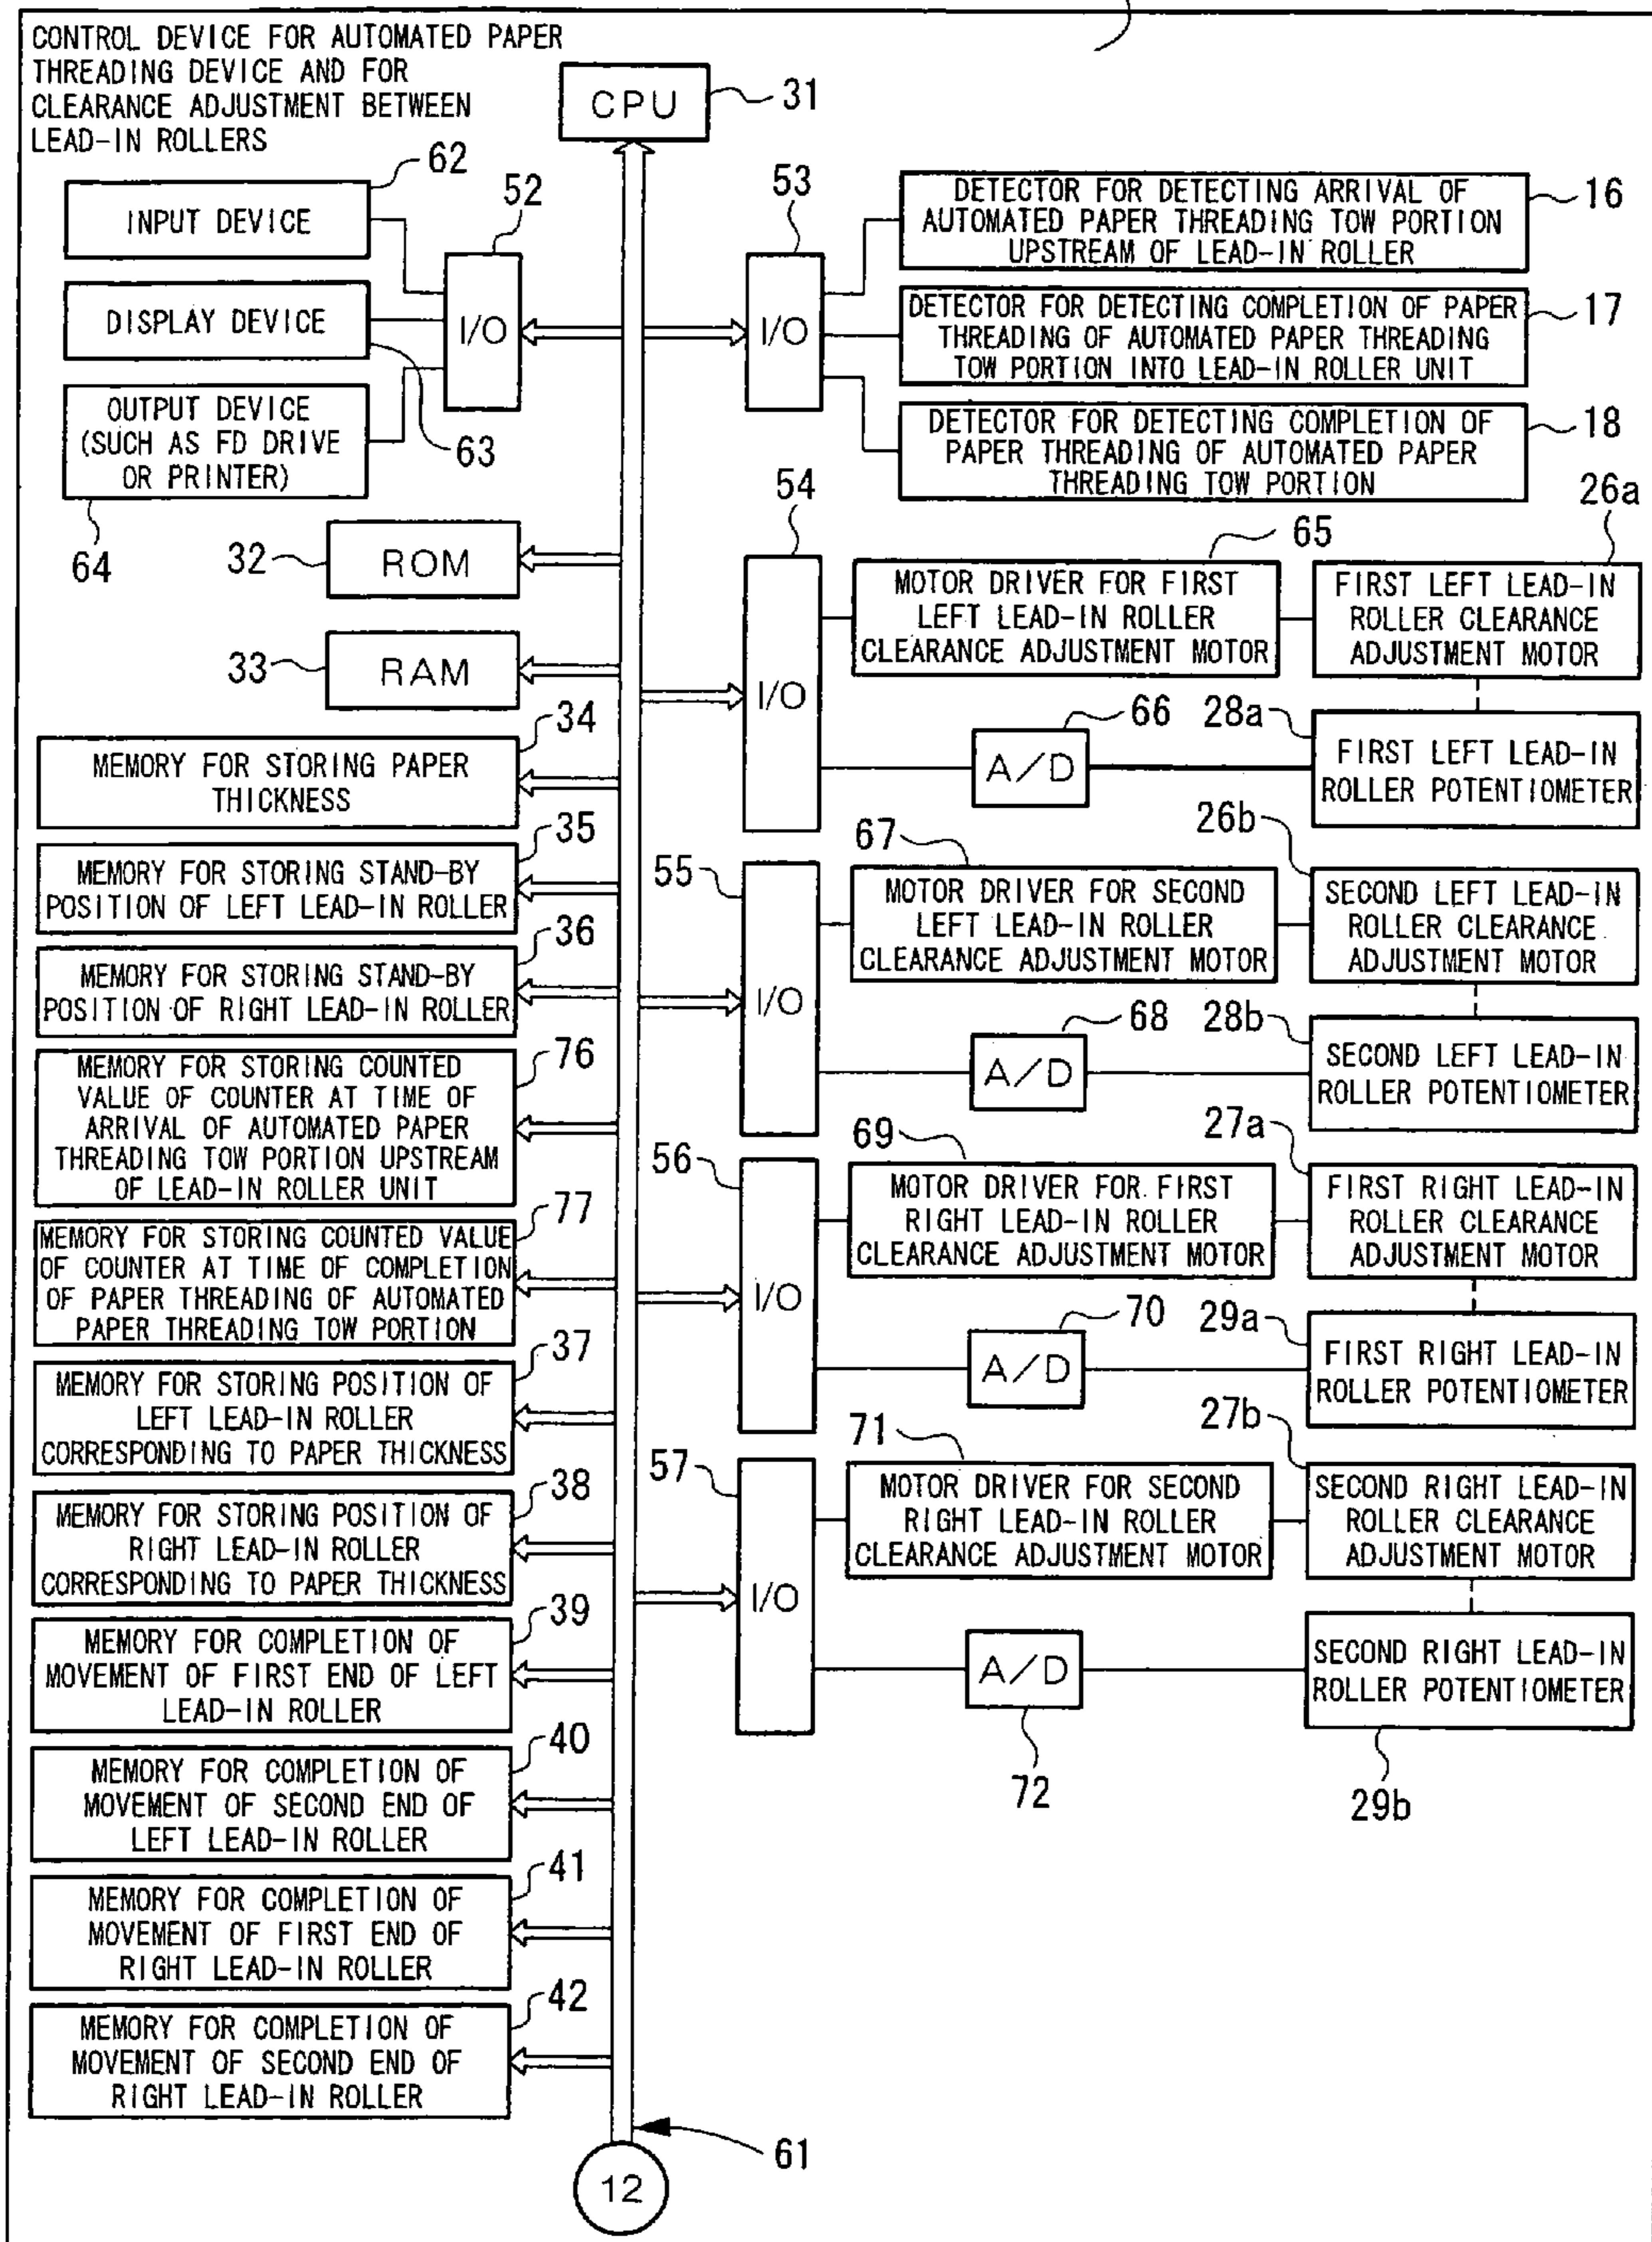 CONTROL DEVICE FOR AUTOMATED PAPER
THREADING DEVICE AND FOR
CLEARANCE ADJUSTMENT BETWEEN
LEAD-IN ROLLERS
CPU
31
62
INPUT DEVICE
52
I/O
DISPLAY DEVICE
63
OUTPUT DEVICE
(SUCH AS FD DRIVE
OR PRINTER)
64
32
ROM
33
RAM
34
MEMORY FOR STORING PAPER
THICKNESS
35
MEMORY FOR STORING STAND-BY
POSITION OF LEFT LEAD-IN ROLLER
36
MEMORY FOR STORING STAND-BY
POSITION OF RIGHT LEAD-IN ROLLER
76
MEMORY FOR STORING COUNTED
VALUE OF COUNTER AT TIME OF
ARRIVAL OF AUTOMATED PAPER
THREADING TOW PORTION UPSTREAM
OF LEAD-IN ROLLER UNIT
77
MEMORY FOR STORING COUNTED VALUE
OF COUNTER AT TIME OF COMPLETION
OF PAPER THREADING OF AUTOMATED
PAPER THREADING TOW PORTION
37
MEMORY FOR STORING POSITION OF
LEFT LEAD-IN ROLLER
CORRESPONDING TO PAPER THICKNESS
38
MEMORY FOR STORING POSITION OF
RIGHT LEAD-IN ROLLER
CORRESPONDING TO PAPER THICKNESS
39
MEMORY FOR COMPLETION OF
MOVEMENT OF FIRST END OF LEFT
LEAD-IN ROLLER
40
MEMORY FOR COMPLETION OF
MOVEMENT OF SECOND END OF
LEFT LEAD-IN ROLLER
41
MEMORY FOR COMPLETION OF
MOVEMENT OF FIRST END OF
RIGHT LEAD-IN ROLLER
42
MEMORY FOR COMPLETION OF
MOVEMENT OF SECOND END OF
RIGHT LEAD-IN ROLLER
61
12
53
I/O
DETECTOR FOR DETECTING ARRIVAL OF
AUTOMATED PAPER THREADING TOW PORTION
UPSTREAM OF LEAD-IN ROLLER
16
DETECTOR FOR DETECTING COMPLETION OF PAPER
THREADING OF AUTOMATED PAPER THREADING
TOW PORTION INTO LEAD-IN ROLLER UNIT
17
DETECTOR FOR DETECTING COMPLETION OF
PAPER THREADING OF AUTOMATED PAPER
THREADING TOW PORTION
18
54
I/O
65
MOTOR DRIVER FOR FIRST
LEFT LEAD-IN ROLLER
CLEARANCE ADJUSTMENT MOTOR
26a
FIRST LEFT LEAD-IN
ROLLER CLEARANCE
ADJUSTMENT MOTOR
66
A/D
28a
FIRST LEFT LEAD-IN
ROLLER POTENTIOMETER
55
I/O
67
MOTOR DRIVER FOR SECOND
LEFT LEAD-IN ROLLER
CLEARANCE ADJUSTMENT MOTOR
26b
SECOND LEFT LEAD-IN
ROLLER CLEARANCE
ADJUSTMENT MOTOR
68
A/D
28b
SECOND LEFT LEAD-IN
ROLLER POTENTIOMETER
56
I/O
69
MOTOR DRIVER FOR FIRST
RIGHT LEAD-IN ROLLER
CLEARANCE ADJUSTMENT MOTOR
27a
FIRST RIGHT LEAD-IN
ROLLER CLEARANCE
ADJUSTMENT MOTOR
70
A/D
29a
FIRST RIGHT LEAD-IN
ROLLER POTENTIOMETER
57
I/O
71
MOTOR DRIVER FOR SECOND
RIGHT LEAD-IN ROLLER
CLEARANCE ADJUSTMENT MOTOR
27b
SECOND RIGHT LEAD-IN
ROLLER CLEARANCE
ADJUSTMENT MOTOR
A/D
72
SECOND RIGHT LEAD-IN
ROLLER POTENTIOMETER
29b